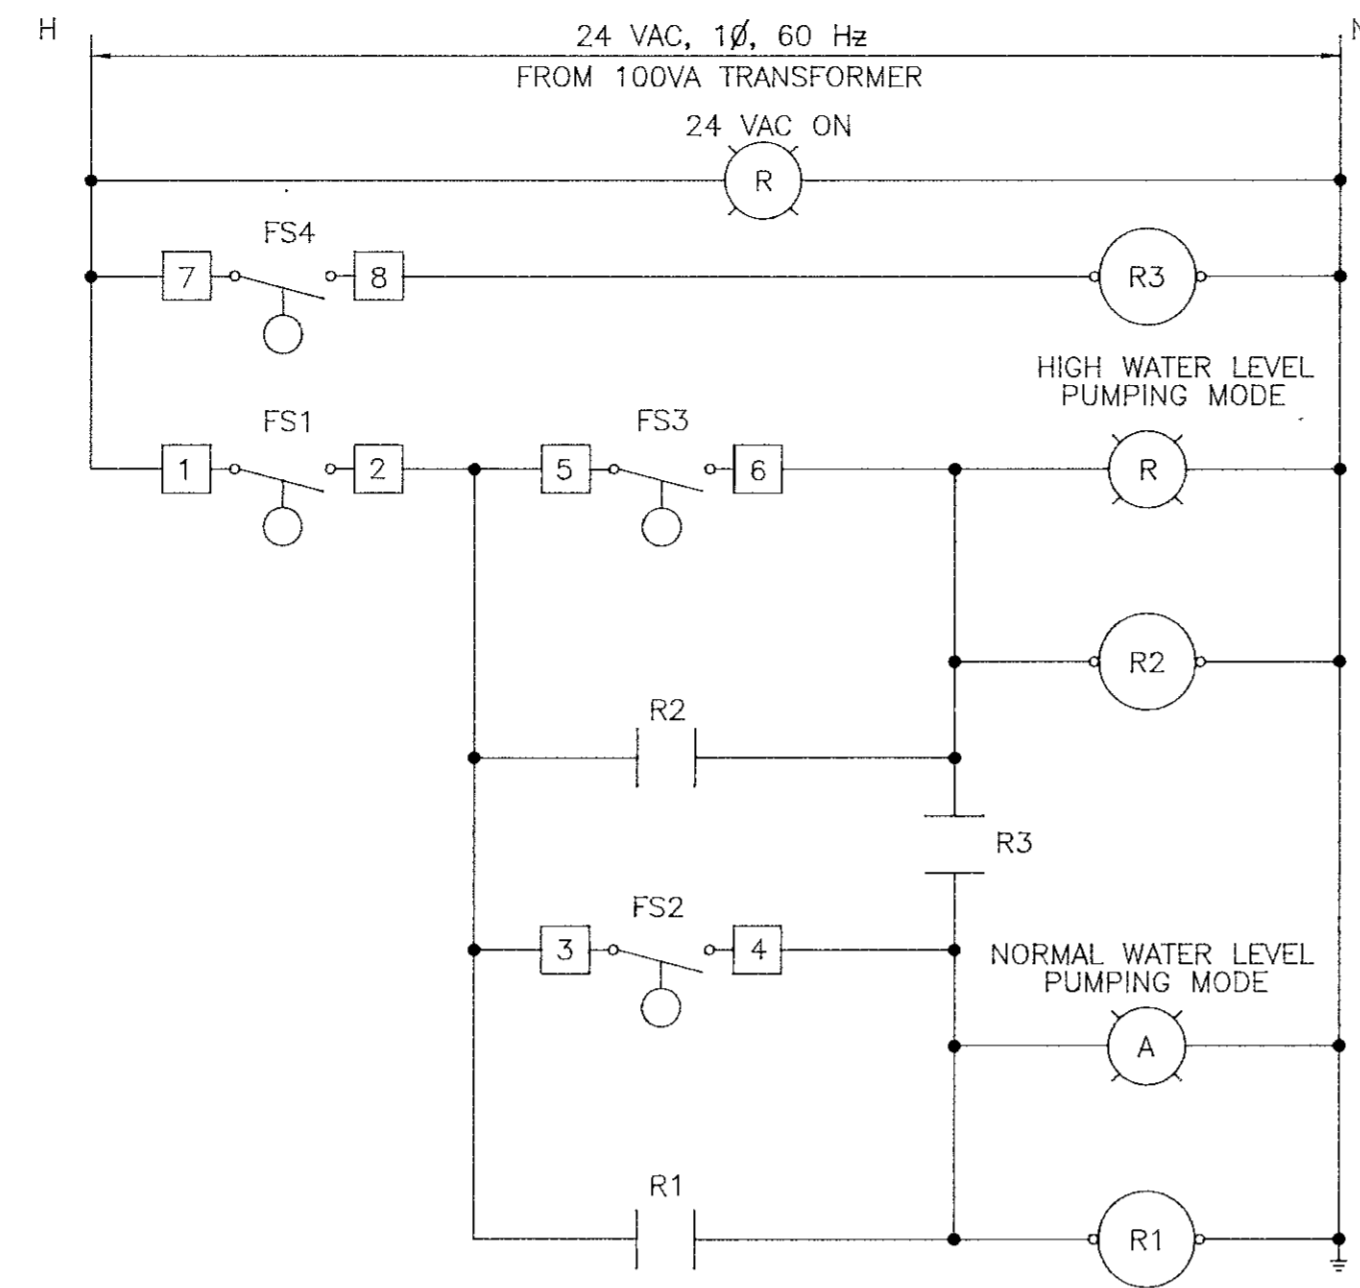 H
24 VAC, 1Ø, 60 Hz
N
FROM 100VA TRANSFORMER
24 VAC ON
R
FS4
7
8
R3
HIGH WATER LEVEL
PUMPING MODE
FS1
FS3
1
2
5
6
R
R2
R2
R3
FS2
3
4
NORMAL WATER LEVEL
PUMPING MODE
A
R1
R1